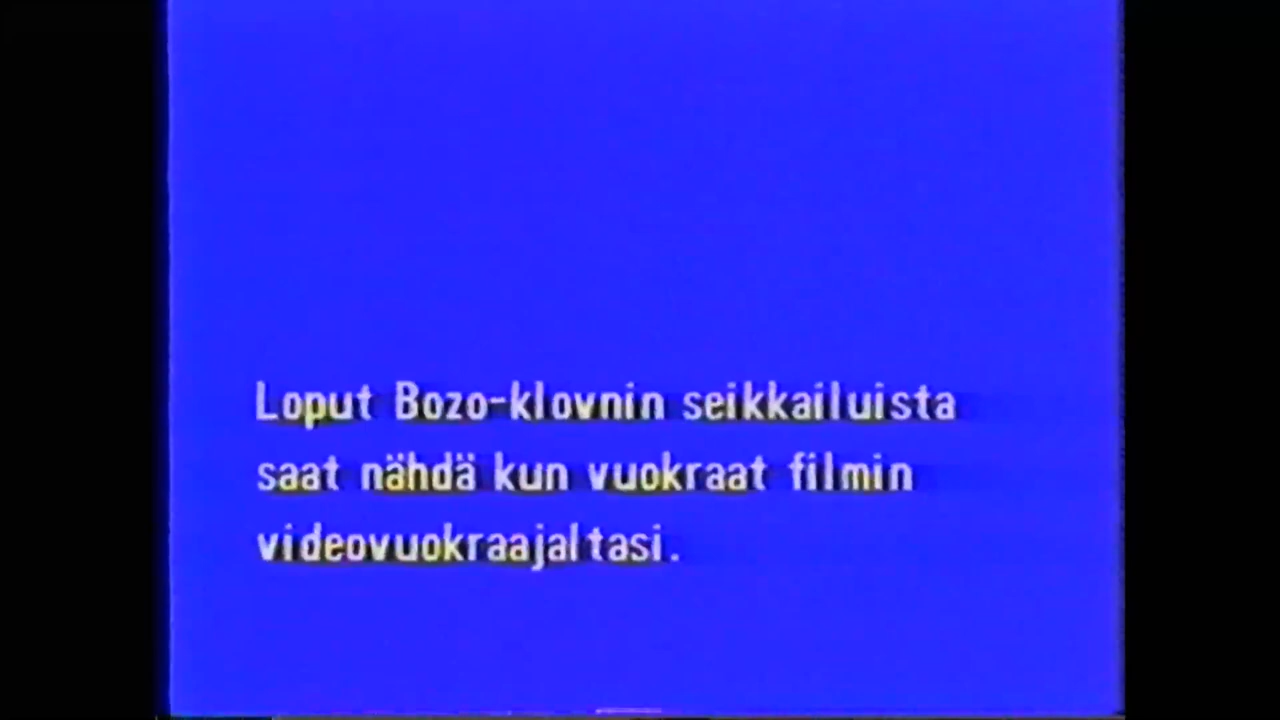 Loput Bozo-klovnin seikkailuista
saat nähdä kun vuokraat filmin
videovuokraajaltasi.